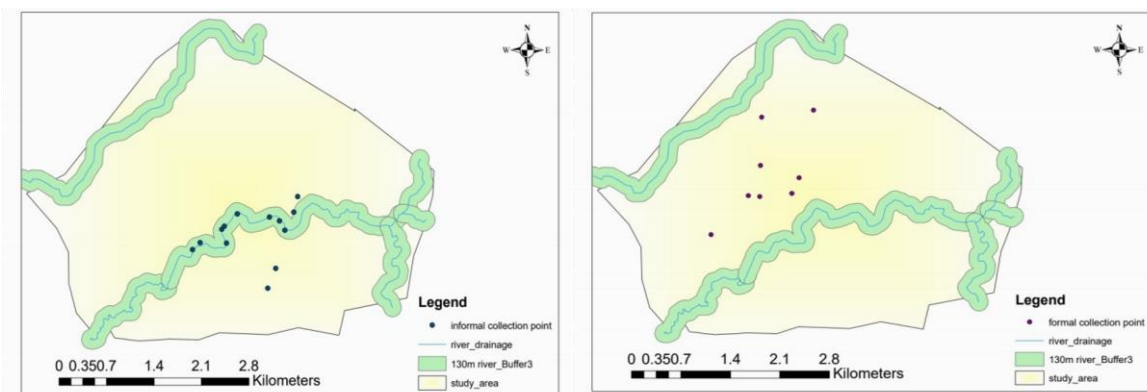 N
W E
S
Legend
informal collection point
river_drainage
130m river_Buffer3
study_area
0 0.350.7 1.4 2.1 2.8
Kilometers
N
W E
S
Legend
formal collection point
river_drainage
130m river_Buffer3
study_area
0 0.350.7 1.4 2.1 2.8
Kilometers